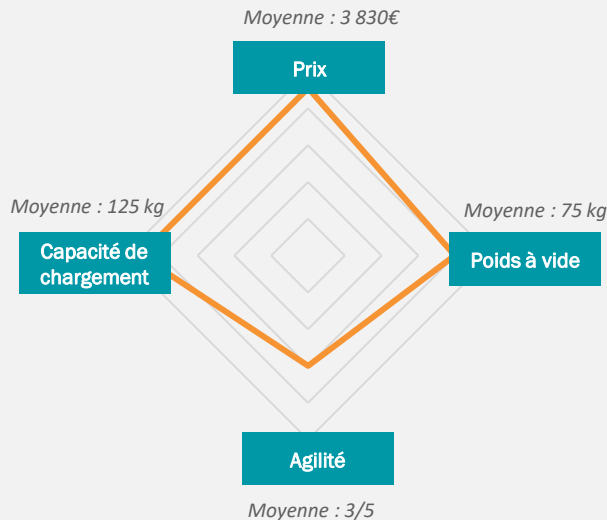 Moyenne : 3 830€
Prix
Moyenne : 125 kg
Moyenne : 75 kg
Capacité de
chargement
Poids à vide
Agilité
Moyenne : 3/5